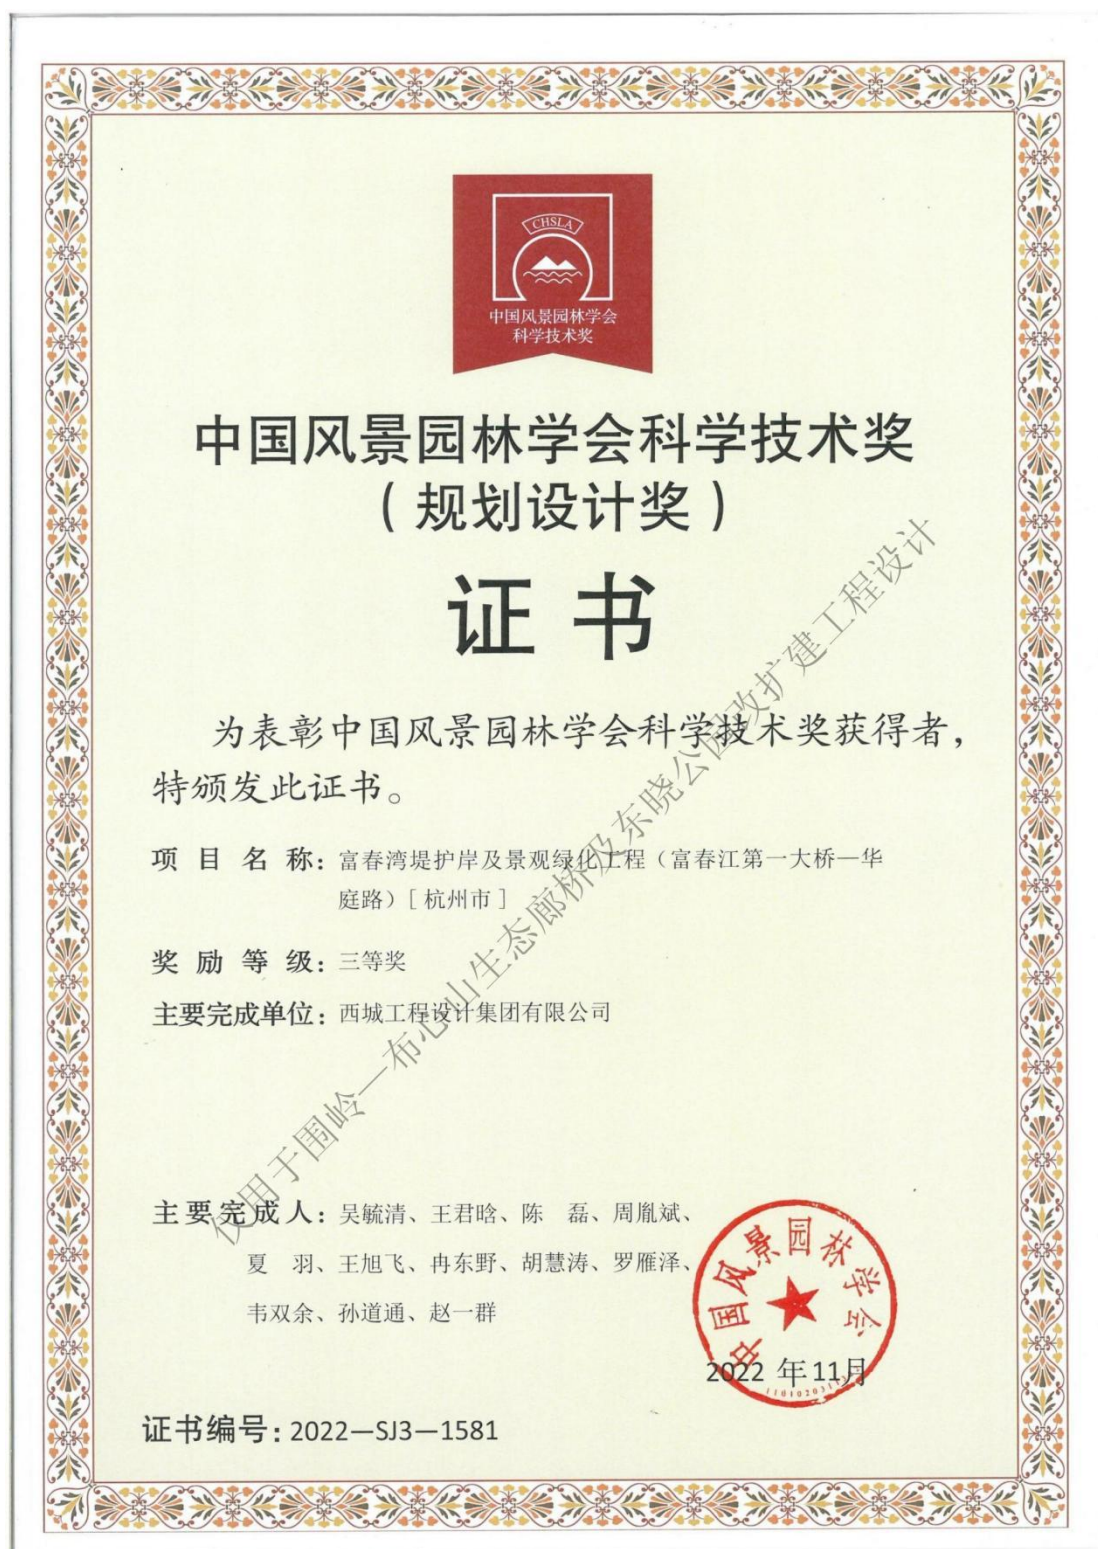 CHSLA
中国风景园林学会
科学技术奖
中国风景园林学会科学技术奖
（规划设计奖）
证书
为表彰中国风景园林学会科学技术奖获得者，
特颁发此证书。
项目名称：富春湾堤护岸及景观绿化工程（富春江第一大桥—华
庭路）[杭州市]
奖励等级：三等奖
主要完成单位：西城工程设计集团有限公司
主要完成人：吴毓清、王君晗、陈　磊、周胤斌、
夏　羽、王旭飞、冉东野、胡慧涛、罗雁泽、
韦双余、孙道通、赵一群
中国风景园林学会
2022 年11月
证书编号：2022—SJ3—1581
仅用于围岭—布心山生态廊桥及东晓公园改扩建工程设计